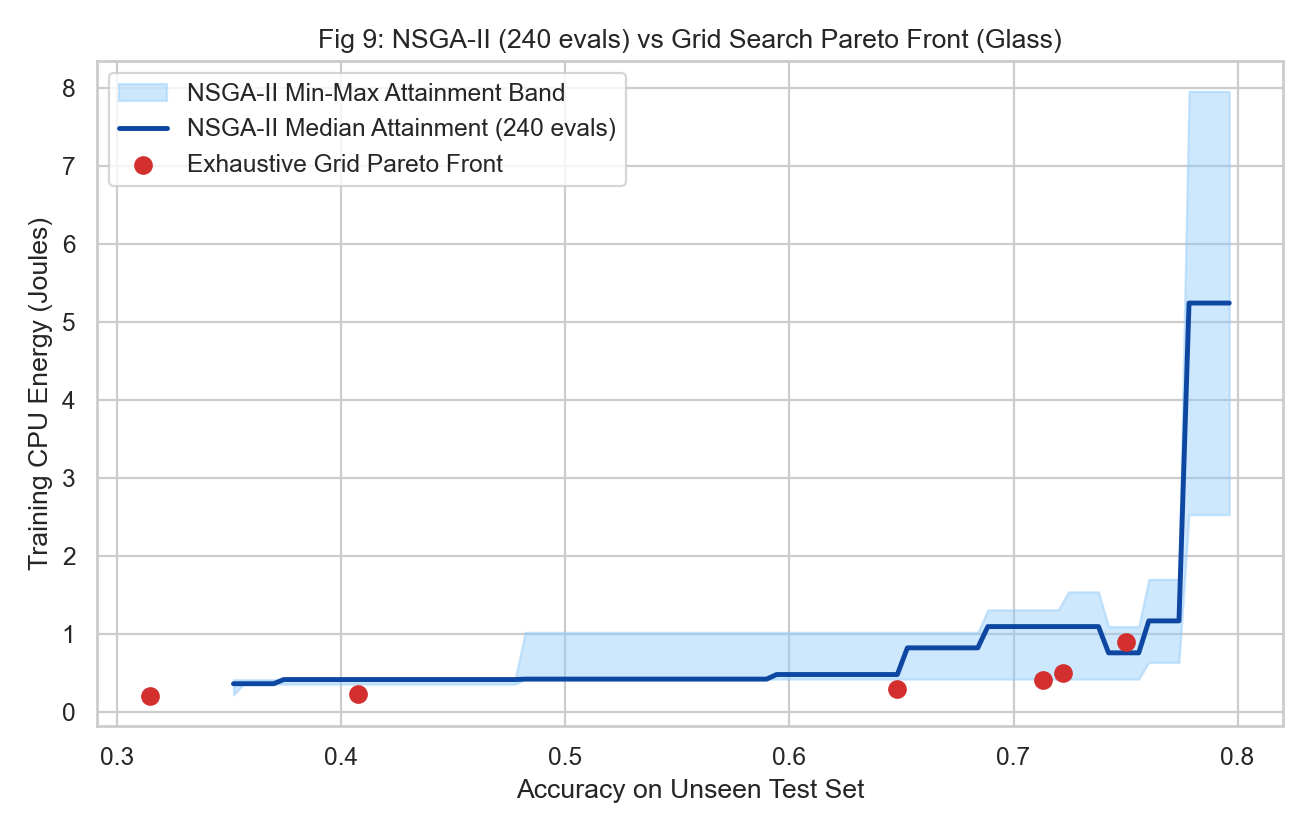 Fig 9: NSGA-II (240 evals) vs Grid Search Pareto Front (Glass)
NSGA-II Min-Max Attainment Band
NSGA-II Median Attainment (240 evals)
Exhaustive Grid Pareto Front
Training CPU Energy (Joules)
8
7
6
5
4
3
2
1
0
0.3 0.4 0.5 0.6 0.7 0.8
Accuracy on Unseen Test Set